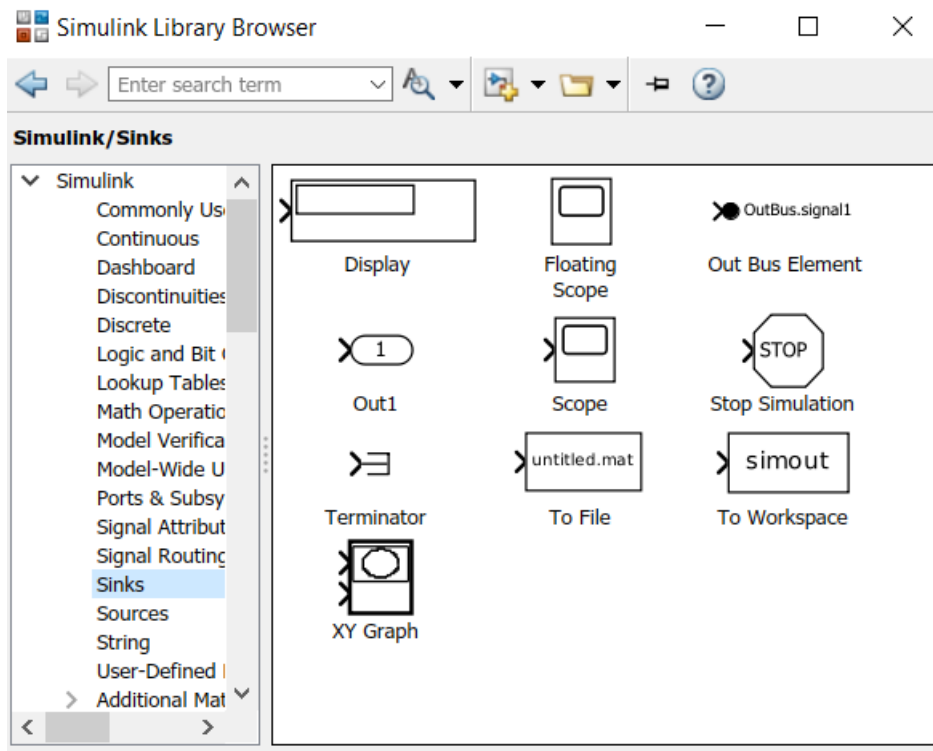 Simulink Library Browser
Enter search term
Simulink/Sinks
Simulink
Commonly Us
Continuous
Dashboard
Discontinuities
Discrete
Logic and Bit
Lookup Tables
Math Operatio
Model Verifica
Model-Wide U
Ports & Subsy
Signal Attribut
Signal Routing
Sinks
Sources
String
User-Defined
Additional Mat
OutBus.signal1
Display
Floating
Scope
Out Bus Element
1
STOP
Out1
Scope
Stop Simulation
untitled.mat
simout
Terminator
To File
To Workspace
XY Graph